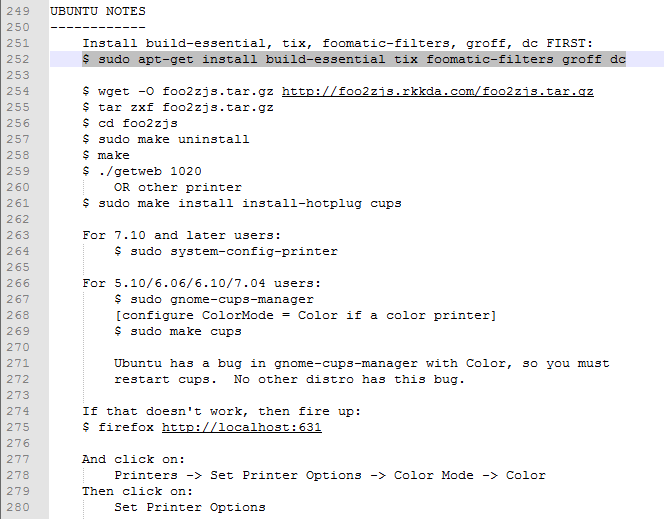 249 UBUNTU NOTES
250 ------------
251 Install build-essential, tix, foomatic-filters, groff, dc FIRST:
252 $ sudo apt-get install build-essential tix foomatic-filters groff dc
253
254 $ wget -O foo2zjs.tar.gz http://foo2zjs.rkkda.com/foo2zjs.tar.gz
255 $ tar zxf foo2zjs.tar.gz
256 $ cd foo2zjs
257 $ sudo make uninstall
258 $ make
259 $ ./getweb 1020
260 OR other printer
261 $ sudo make install install-hotplug cups
262
263 For 7.10 and later users:
264 $ sudo system-config-printer
265
266 For 5.10/6.06/6.10/7.04 users:
267 $ sudo gnome-cups-manager
268 [configure ColorMode = Color if a color printer]
269 $ sudo make cups
270
271 Ubuntu has a bug in gnome-cups-manager with Color, so you must
272 restart cups.  No other distro has this bug.
273
274 If that doesn't work, then fire up:
275 $ firefox http://localhost:631
276
277 And click on:
278 Printers -> Set Printer Options -> Color Mode -> Color
279 Then click on:
280 Set Printer Options